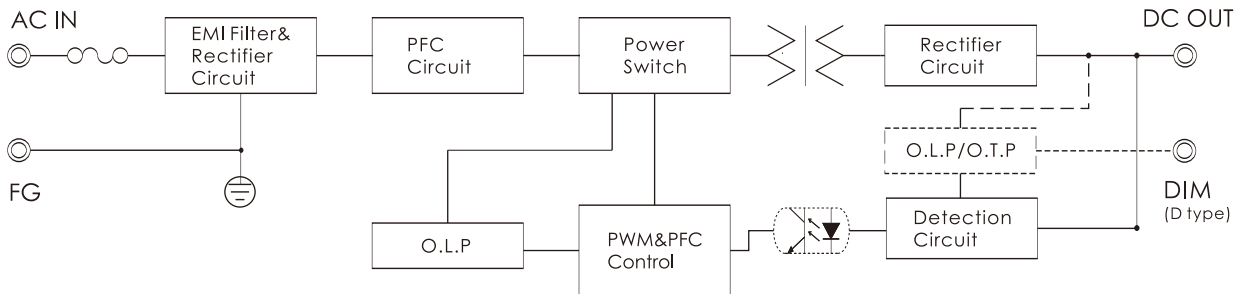 AC IN
EMI Filter&
Rectifier
Circuit
PFC
Circuit
Power
Switch
Rectifier
Circuit
DC OUT
FG
O.L.P/O.T.P
DIM
(D type)
O.L.P
PWM&PFC
Control
Detection
Circuit